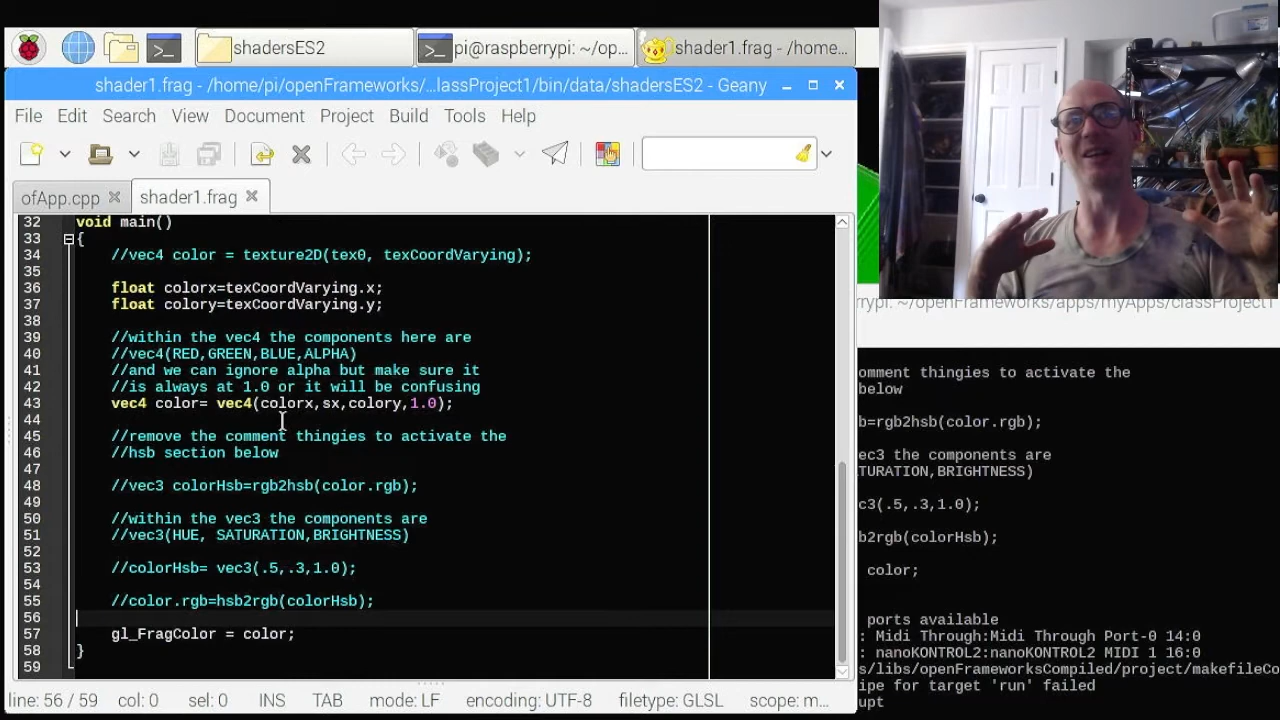 shadersES2
pi@raspberrypi: ~/op...
shader1.frag - /home...
shader1.frag - /home/pi/openFrameworks/...lassProject1/bin/data/shadersES2 - Geany
File Edit Search View Document Project Build Tools Help
ofApp.cpp
shader1.frag
32 void main()
33 {
34 //vec4 color = texture2D(tex0, texCoordVarying);
35
36 float colorx=texCoordVarying.x;
37 float colory=texCoordVarying.y;
38
39 //within the vec4 the components here are
40 //vec4(RED,GREEN,BLUE,ALPHA)
41 //and we can ignore alpha but make sure it
42 //is always at 1.0 or it will be confusing
43 vec4 color= vec4(colorx,sx,colory,1.0);
44
45 //remove the comment thingies to activate the
46 //hsb section below
47
48 //vec3 colorHsb=rgb2hsb(color.rgb);
49
50 //within the vec3 the components are
51 //vec3(HUE, SATURATION,BRIGHTNESS)
52
53 //colorHsb= vec3(.5,.3,1.0);
54
55 //color.rgb=hsb2rgb(colorHsb);
56
57 gl_FragColor = color;
58 }
59
line: 56 / 59 col: 0 sel: 0 INS TAB mode: LF encoding: UTF-8 filetype: GLSL scope: m...
rrypi: ~/openFrameworks/apps/myApps/classProject1
omment thingies to activate the
below
b=rgb2hsb(color.rgb);
ec3 the components are
TURATION,BRIGHTNESS)
c3(.5,.3,1.0);
b2rgb(colorHsb);
color;
ports available
: Midi Through:Midi Through Port-0 14:0
: nanoKONTROL2:nanoKONTROL2 MIDI 1 16:0
s/libs/openFrameworksCompiled/project/makefileCo
ipe for target 'run' failed
upt